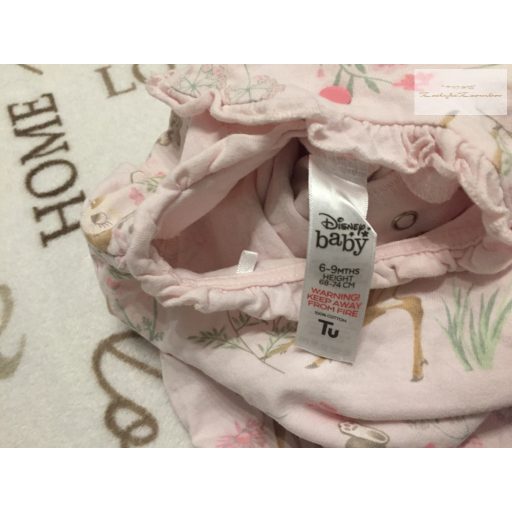 LO
HOME
Disney
baby
6-9MTHS
HEIGHT
68-74 CM
WARNING!
KEEP AWAY
FROM FIRE
100% COTTON
Tu